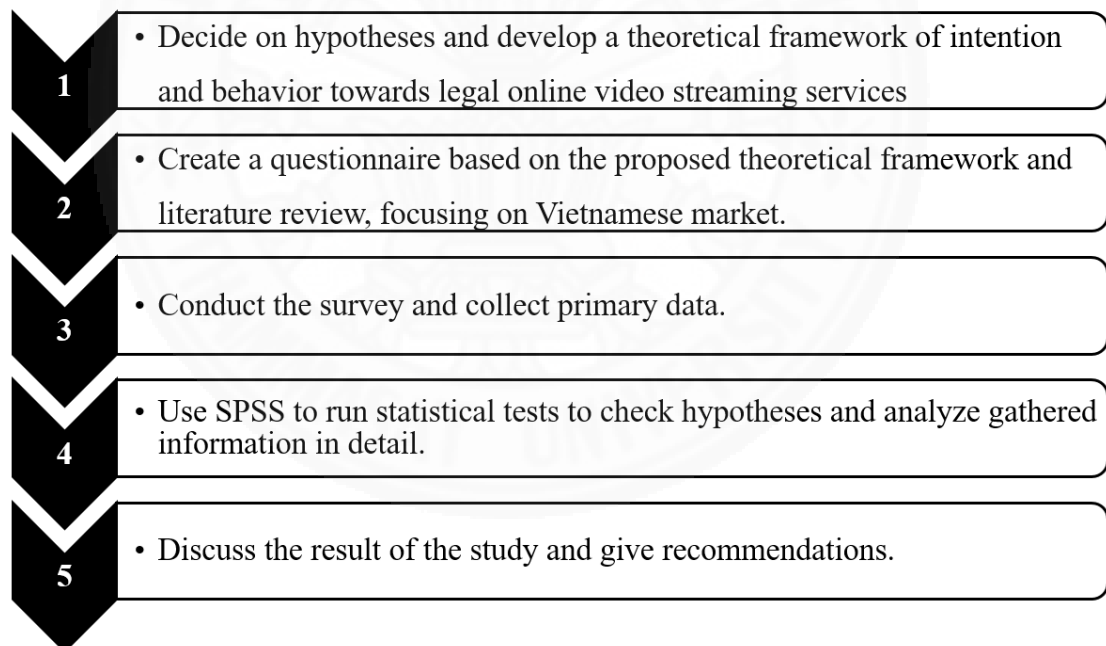 1
• Decide on hypotheses and develop a theoretical framework of intention
and behavior towards legal online video streaming services
2
• Create a questionnaire based on the proposed theoretical framework and
literature review, focusing on Vietnamese market.
3
• Conduct the survey and collect primary data.
4
• Use SPSS to run statistical tests to check hypotheses and analyze gathered
information in detail.
5
• Discuss the result of the study and give recommendations.